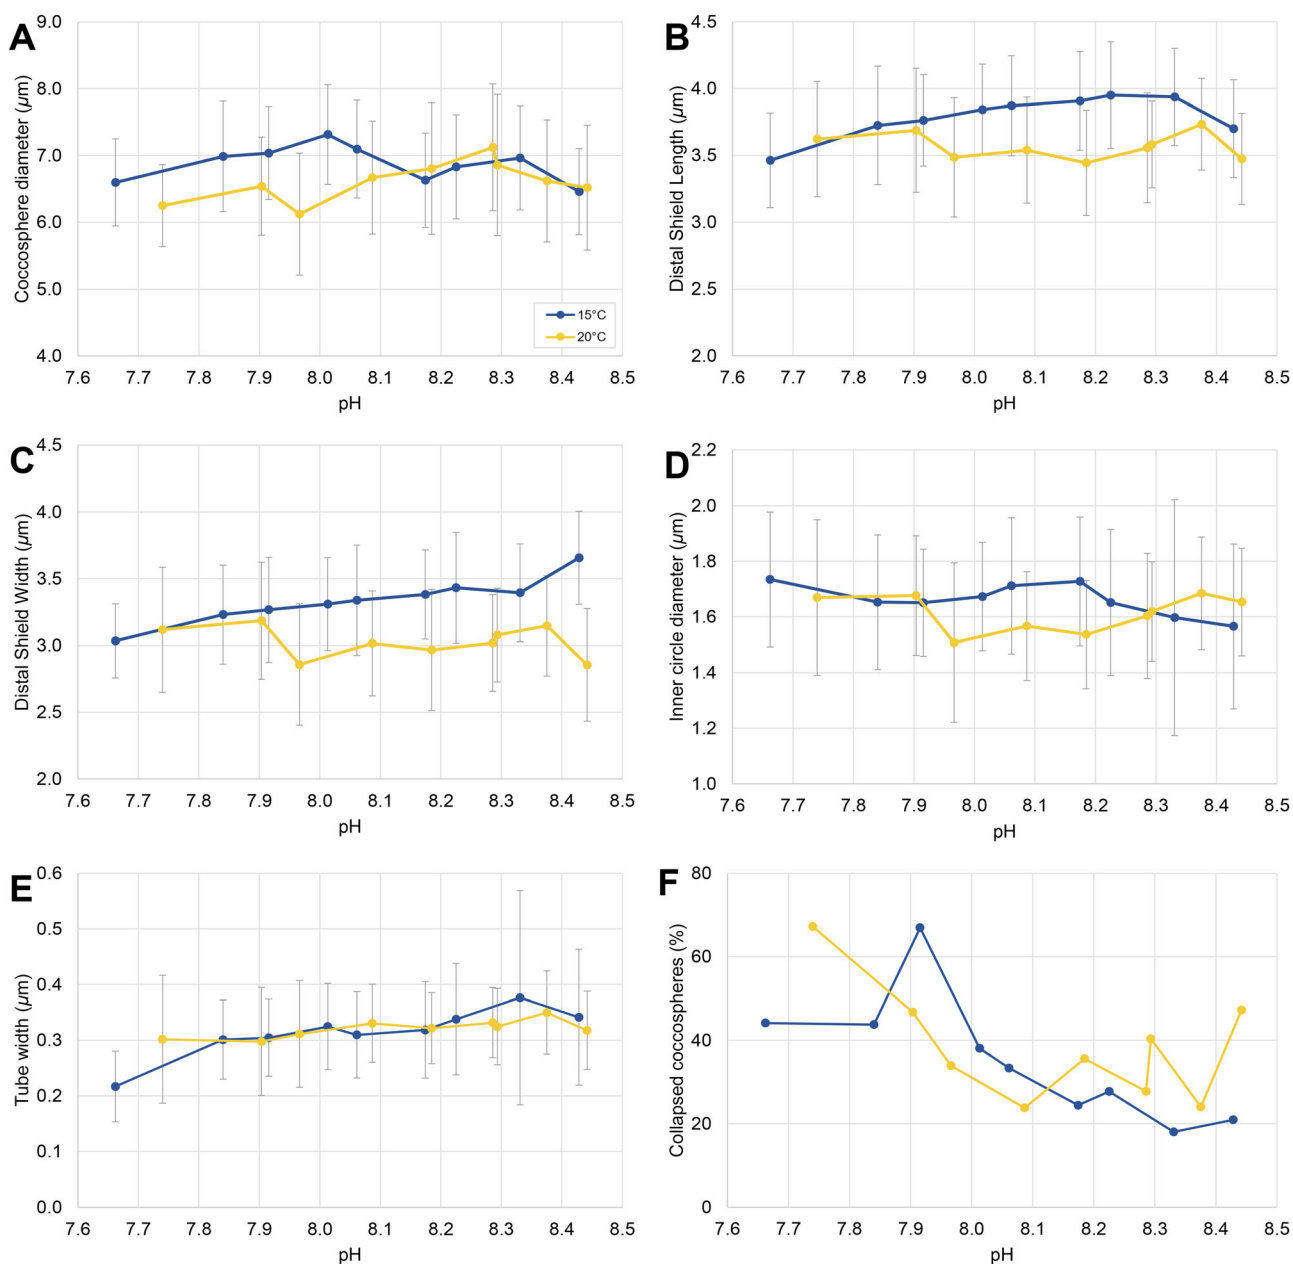 A
Coccosphere diameter (µm)
9.0
8.0
7.0
6.0
5.0
4.0
7.6 7.7 7.8 7.9 8.0 8.1 8.2 8.3 8.4 8.5
pH
15°C
20°C
B
Distal Shield Length (µm)
4.5
4.0
3.5
3.0
2.5
2.0
7.6 7.7 7.8 7.9 8.0 8.1 8.2 8.3 8.4 8.5
pH
C
Distal Shield Width (µm)
4.5
4.0
3.5
3.0
2.5
2.0
7.6 7.7 7.8 7.9 8.0 8.1 8.2 8.3 8.4 8.5
pH
D
Inner circle diameter (µm)
2.2
2.0
1.8
1.6
1.4
1.2
1.0
7.6 7.7 7.8 7.9 8.0 8.1 8.2 8.3 8.4 8.5
pH
E
Tube width (µm)
0.6
0.5
0.4
0.3
0.2
0.1
0.0
7.6 7.7 7.8 7.9 8.0 8.1 8.2 8.3 8.4 8.5
pH
F
Collapsed coccospheres (%)
80
60
40
20
0
7.6 7.7 7.8 7.9 8.0 8.1 8.2 8.3 8.4 8.5
pH